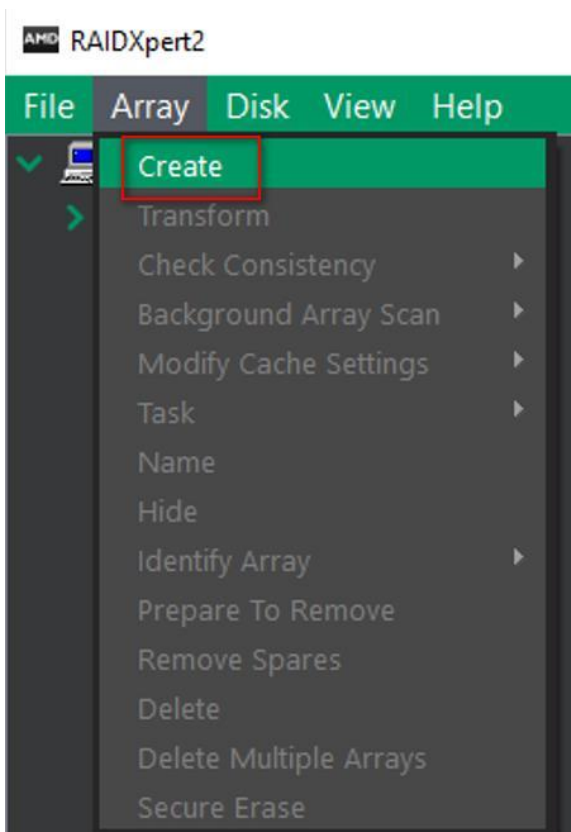 AMD RAIDXpert2
File Array Disk View Help
Create
Transform
Check Consistency
Background Array Scan
Modify Cache Settings
Task
Name
Hide
Identify Array
Prepare To Remove
Remove Spares
Delete
Delete Multiple Arrays
Secure Erase